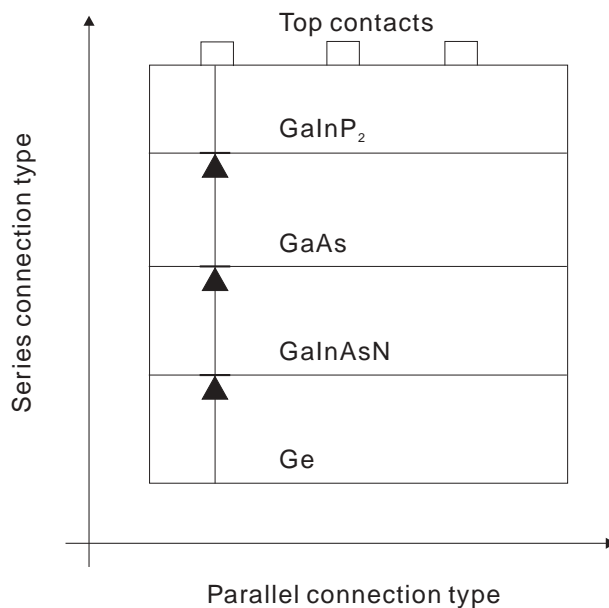 Top contacts
GaInP₂
GaAs
GaInAsN
Ge
Series connection type
Parallel connection type